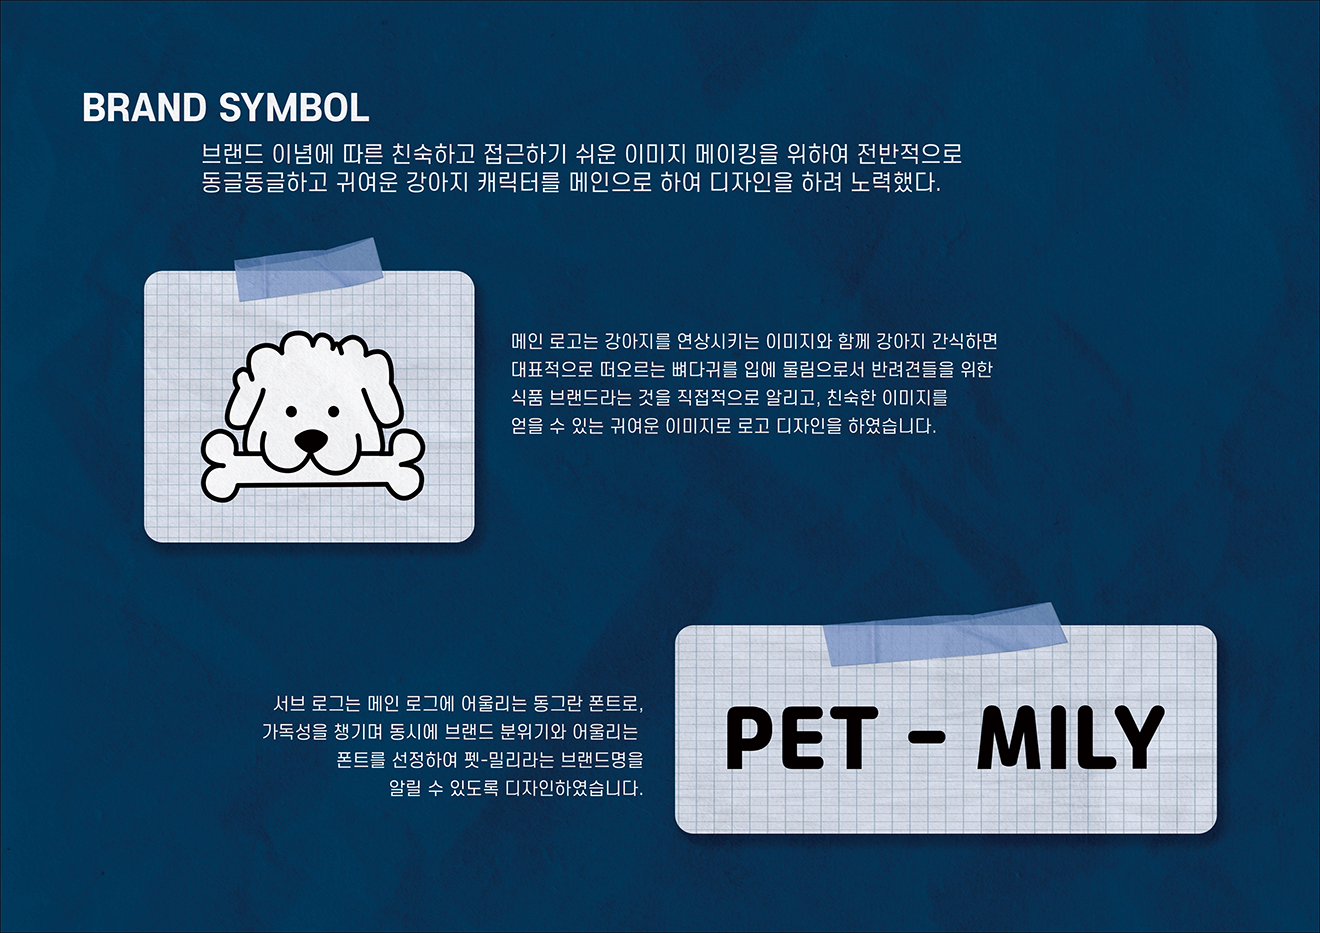 BRAND SYMBOL
브랜드 이념에 따른 친숙하고 접근하기 쉬운 이미지 메이킹을 위하여 전반적으로
동글동글하고 귀여운 강아지 캐릭터를 메인으로 하여 디자인을 하려 노력했다.
메인 로고는 강아지를 연상시키는 이미지와 함께 강아지 간식하면
대표적으로 떠오르는 뼈다귀를 입에 물림으로서 반려견들을 위한
식품 브랜드라는 것을 직접적으로 알리고, 친숙한 이미지를
얻을 수 있는 귀여운 이미지로 로고 디자인을 하였습니다.
서브 로그는 메인 로그에 어울리는 동그란 폰트로,
가독성을 챙기며 동시에 브랜드 분위기와 어울리는
폰트를 선정하여 펫-밀리라는 브랜드명을
알릴 수 있도록 디자인하였습니다.
PET - MILY